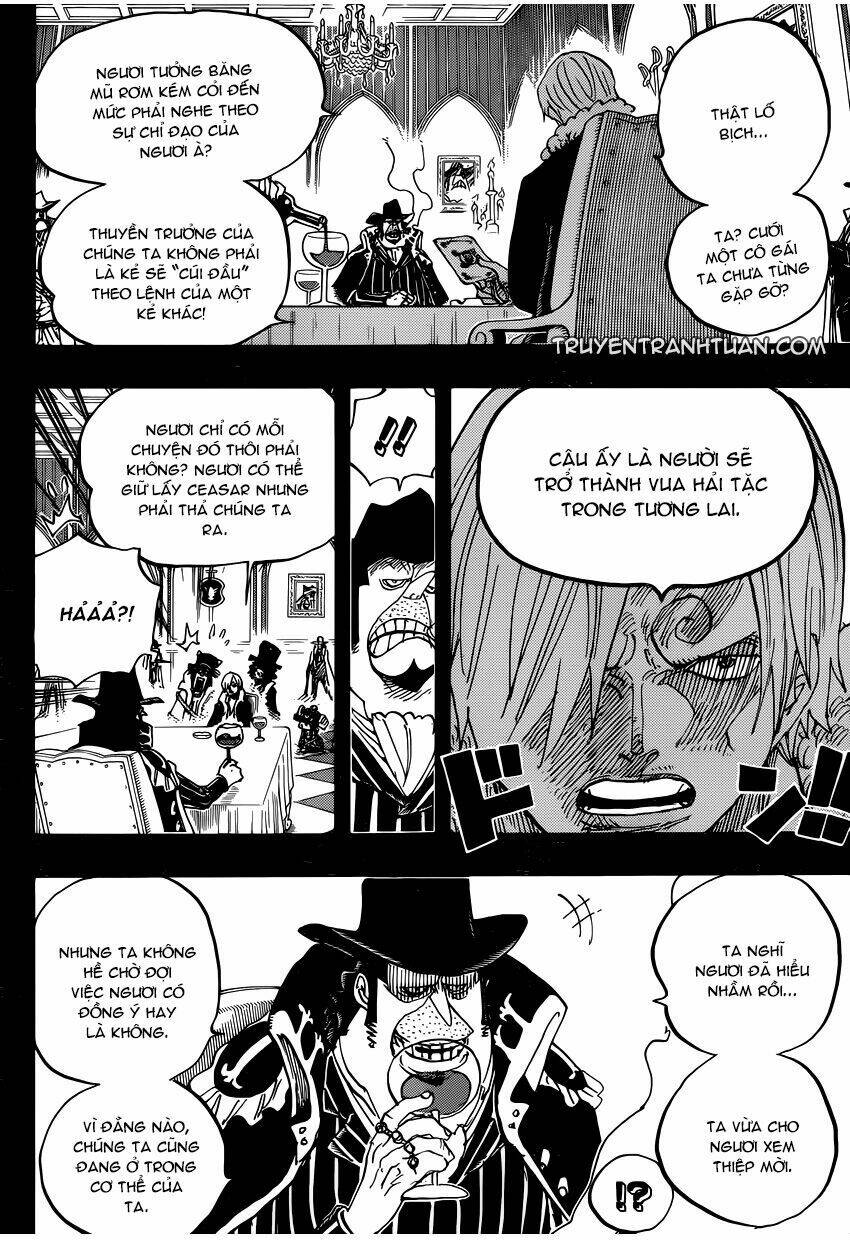 THẬT LỐ
BỊCH...
TA? CƯỚI
MỘT CÔ GÁI
TA CHƯA TỪNG
GẶP GỠ?
NGƯƠI TƯỞNG BĂNG
MŨ RƠM KÉM CỎI ĐẾN
MỨC PHẢI NGHE THEO
SỰ CHỈ ĐẠO CỦA
NGƯƠI À?
THUYỀN TRƯỞNG CỦA
CHÚNG TA KHÔNG PHẢI
LÀ KẺ SẼ "CÚI ĐẦU"
THEO LỆNH CỦA MỘT
KẺ KHÁC!
TRUYENTRANHTUAN.COM
CÂU ẤY LÀ NGƯỜI SẼ
TRỞ THÀNH VUA HẢI TẶC
TRONG TƯƠNG LAI.
ドン!!
!!
NGƯƠI CHỈ CÓ MỖI
CHUYỆN ĐÓ THÔI PHẢI
KHÔNG? NGƯƠI CÓ THỂ
GIỮ LẤY CEASAR NHƯNG
PHẢI THẢ CHÚNG TA
RA.
HẢẢẢ?!
TA NGHĨ
NGƯƠI ĐÃ HIỂU
NHẦM RỒI...
TA VỪA CHO
NGƯƠI XEM
THIỆP MỜI.
!?
NHƯNG TA KHÔNG
HỀ CHỜ ĐỢI
VIỆC NGƯƠI CÓ
ĐỒNG Ý HAY
LÀ KHÔNG.
VÌ ĐẰNG NÀO,
CHÚNG TA CŨNG
ĐANG Ở TRONG
CƠ THỂ CỦA
TA.